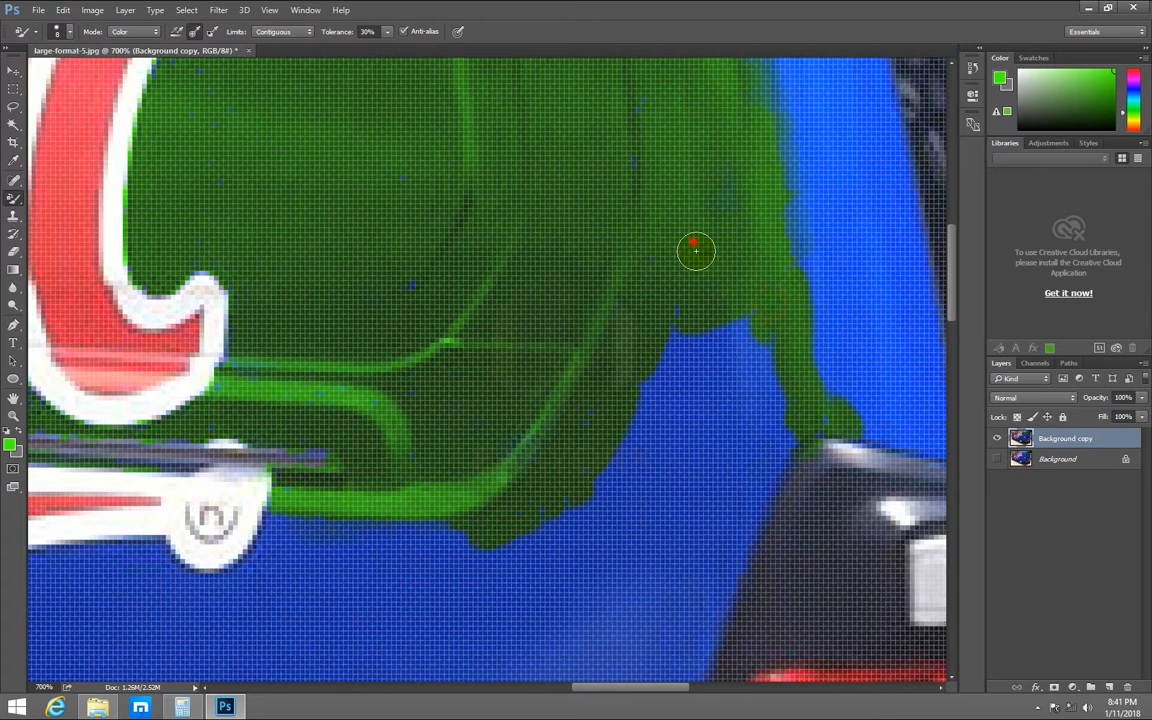 Ps File Edit Image Layer Type Select Filter 3D View Window Help
8 Mode: Color Limits: Contiguous Tolerance: 30% Anti-alias Essentials
large-format-5.jpg @ 700% (Background copy, RGB/8#) *
Color Swatches
Libraries Adjustments Styles
To use Creative Cloud Libraries,
please install the Creative Cloud
Application
Get it now!
Layers Channels Paths
Kind
Normal Opacity: 100%
Lock: Fill: 100%
Background copy
Background
700% Doc: 1.26M/2.52M
8:41 PM
1/11/2018